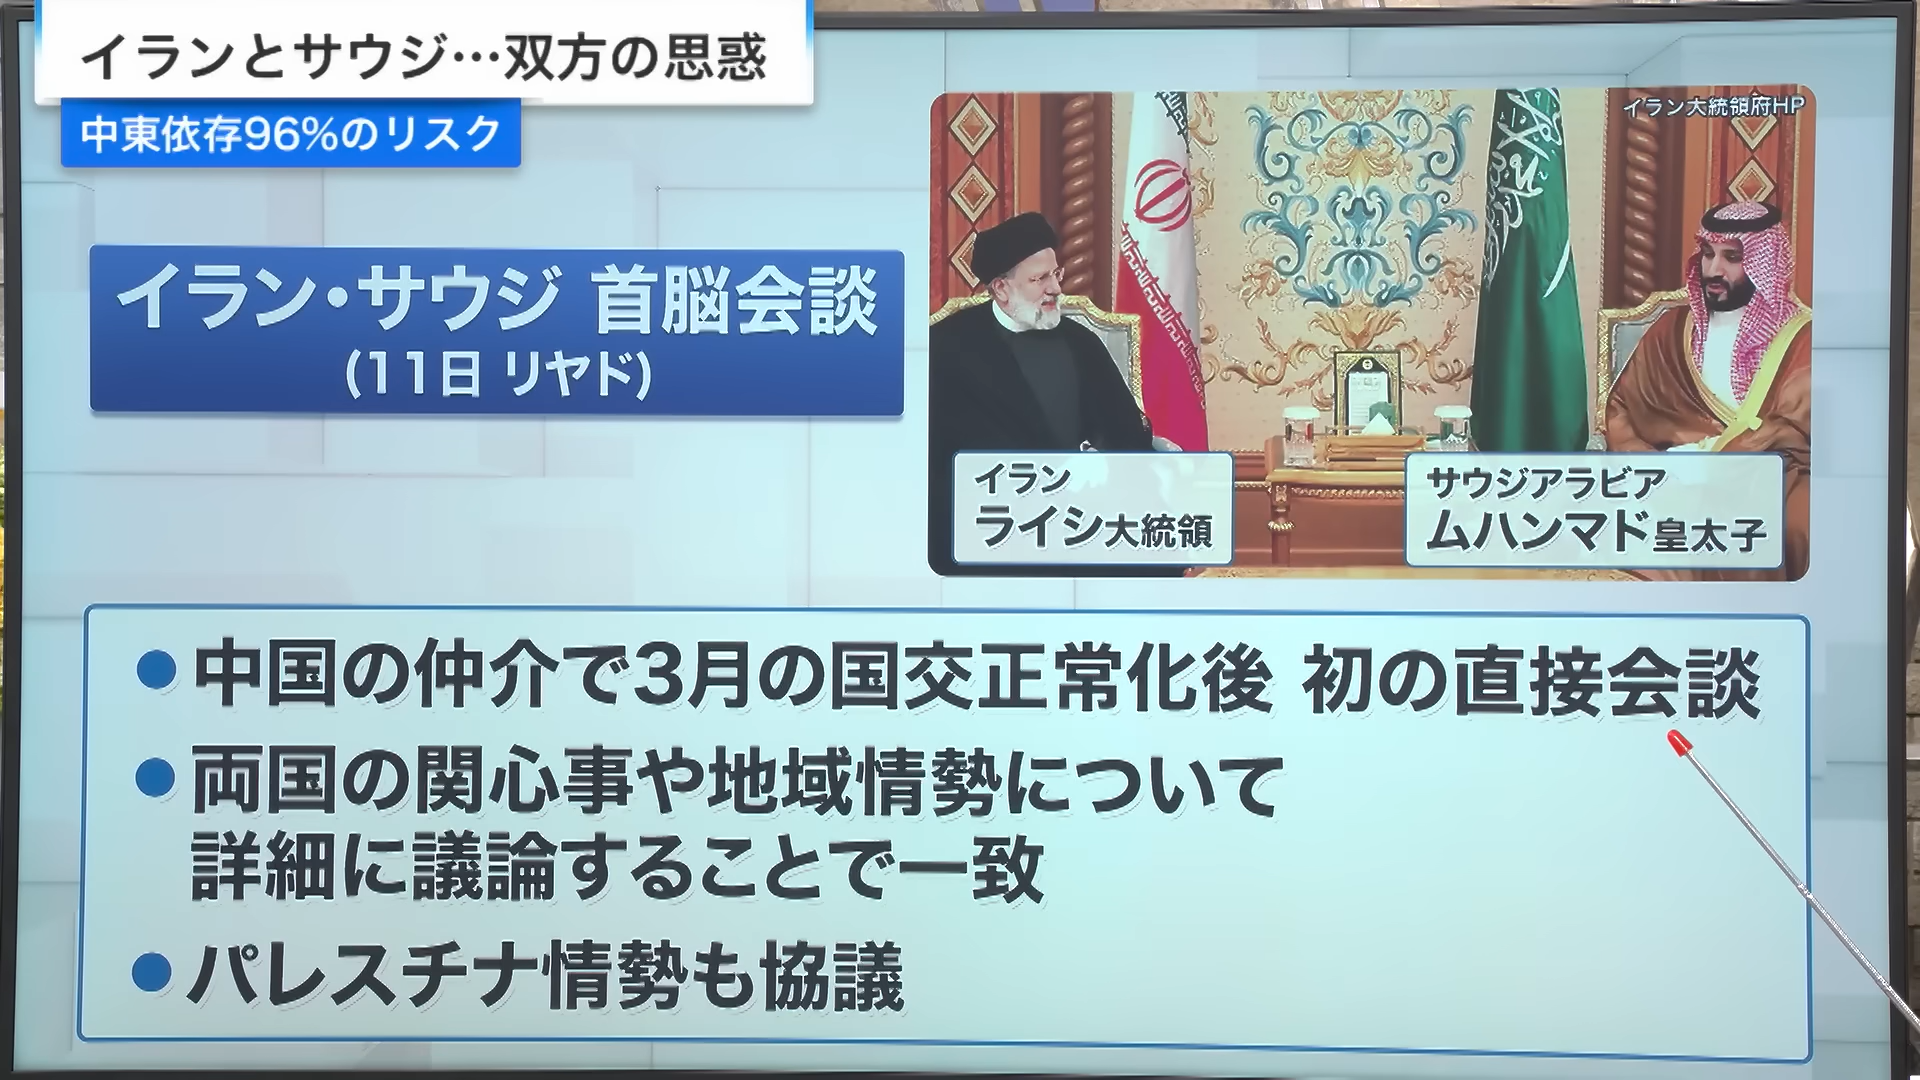 イランとサウジ…双方の思惑
中東依存96%のリスク
イラン大統領府HP
イラン・サウジ 首脳会談
(11日 リヤド)
イラン
ライシ大統領
サウジアラビア
ムハンマド皇太子
●中国の仲介で3月の国交正常化後 初の直接会談
●両国の関心事や地域情勢について
詳細に議論することで一致
●パレスチナ情勢も協議